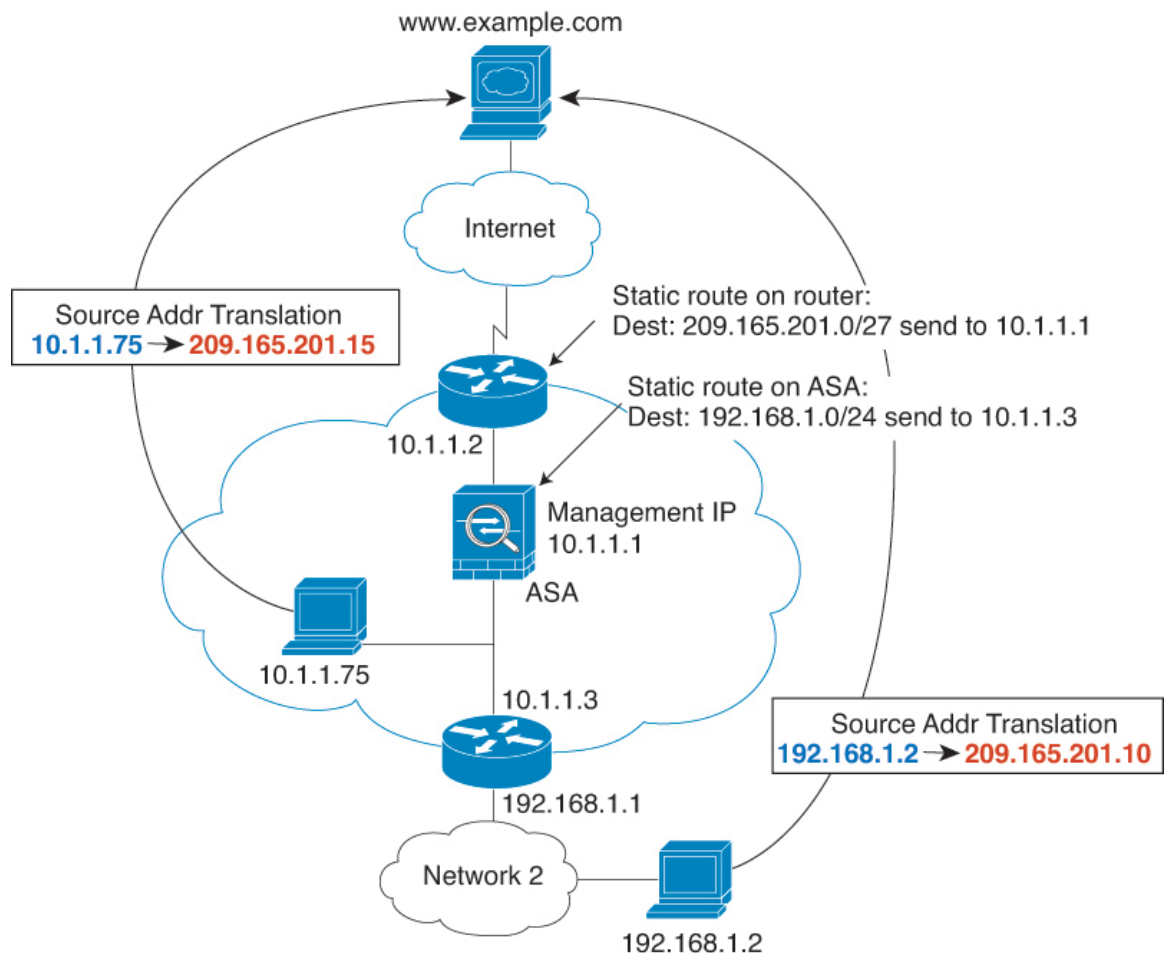 www.example.com
Internet
Source Addr Translation
10.1.1.75 209.165.201.15
Static route on router:
Dest: 209.165.201.0/27 send to 10.1.1.1
Static route on ASA:
Dest: 192.168.1.0/24 send to 10.1.1.3
10.1.1.2
Management IP
10.1.1.1
ASA
10.1.1.75
10.1.1.3
Source Addr Translation
192.168.1.2 209.165.201.10
192.168.1.1
Network 2
192.168.1.2